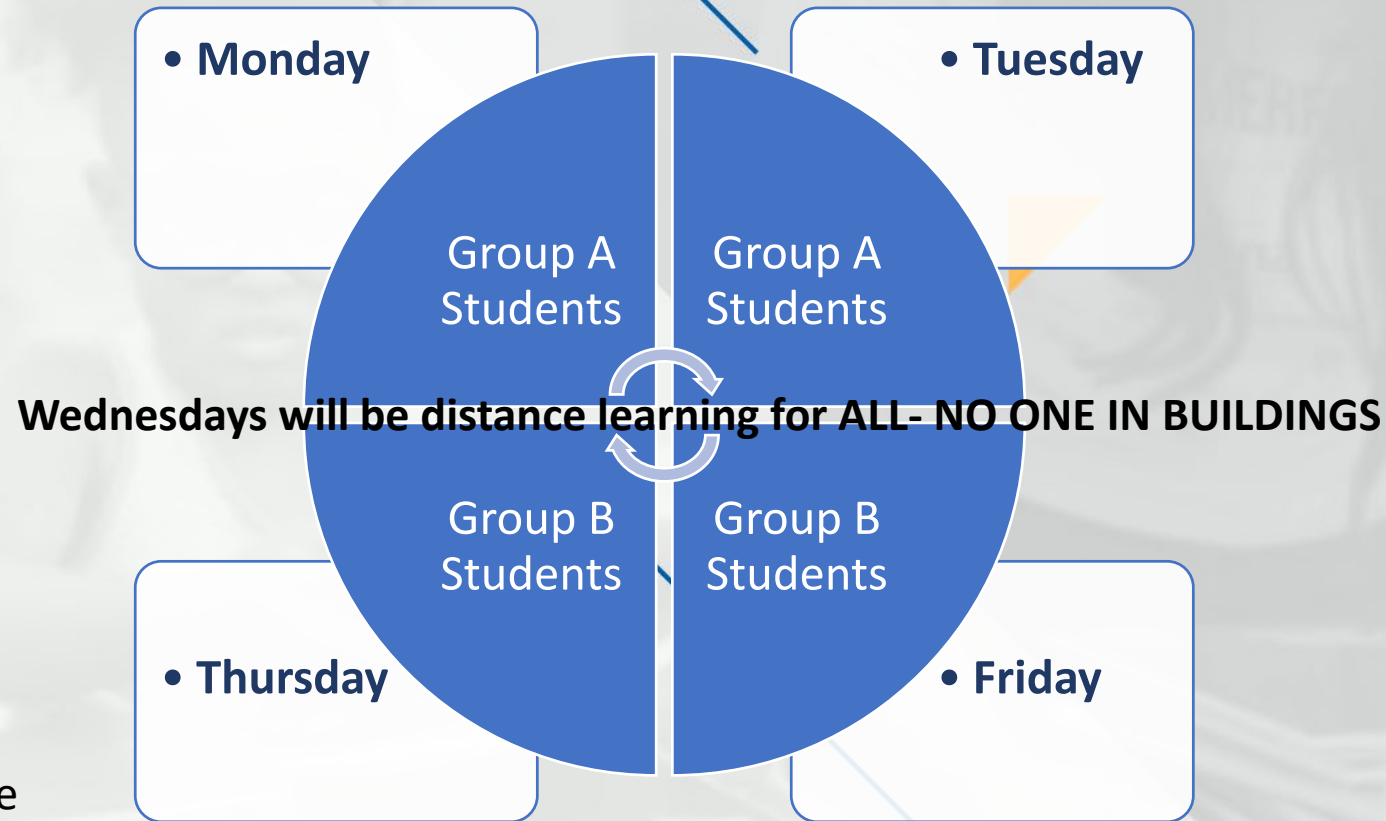 • Monday
• Tuesday
Group A
Students
Group A
Students
Wednesdays will be distance learning for ALL- NO ONE IN BUILDINGS
Group B
Students
Group B
Students
• Thursday
• Friday
e